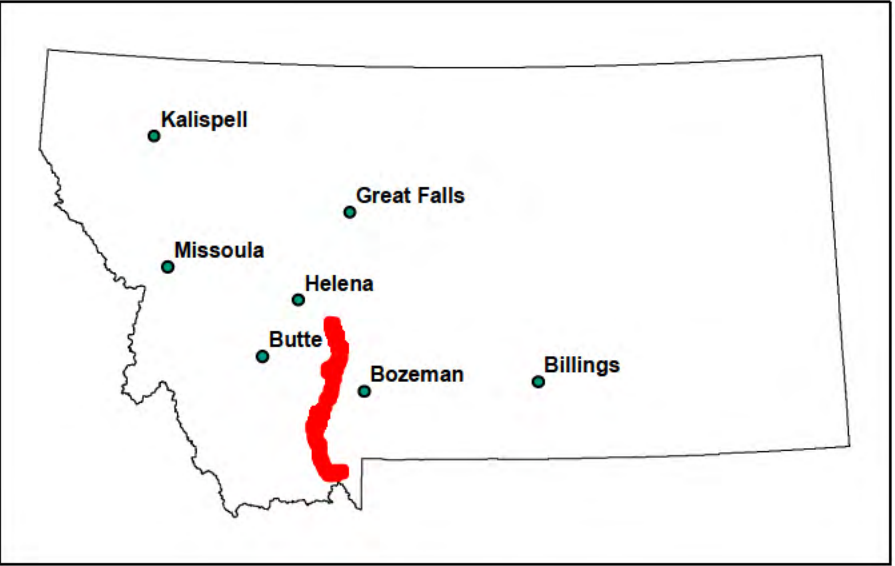 Kalispell
Great Falls
Missoula
Helena
Butte
Bozeman
Billings